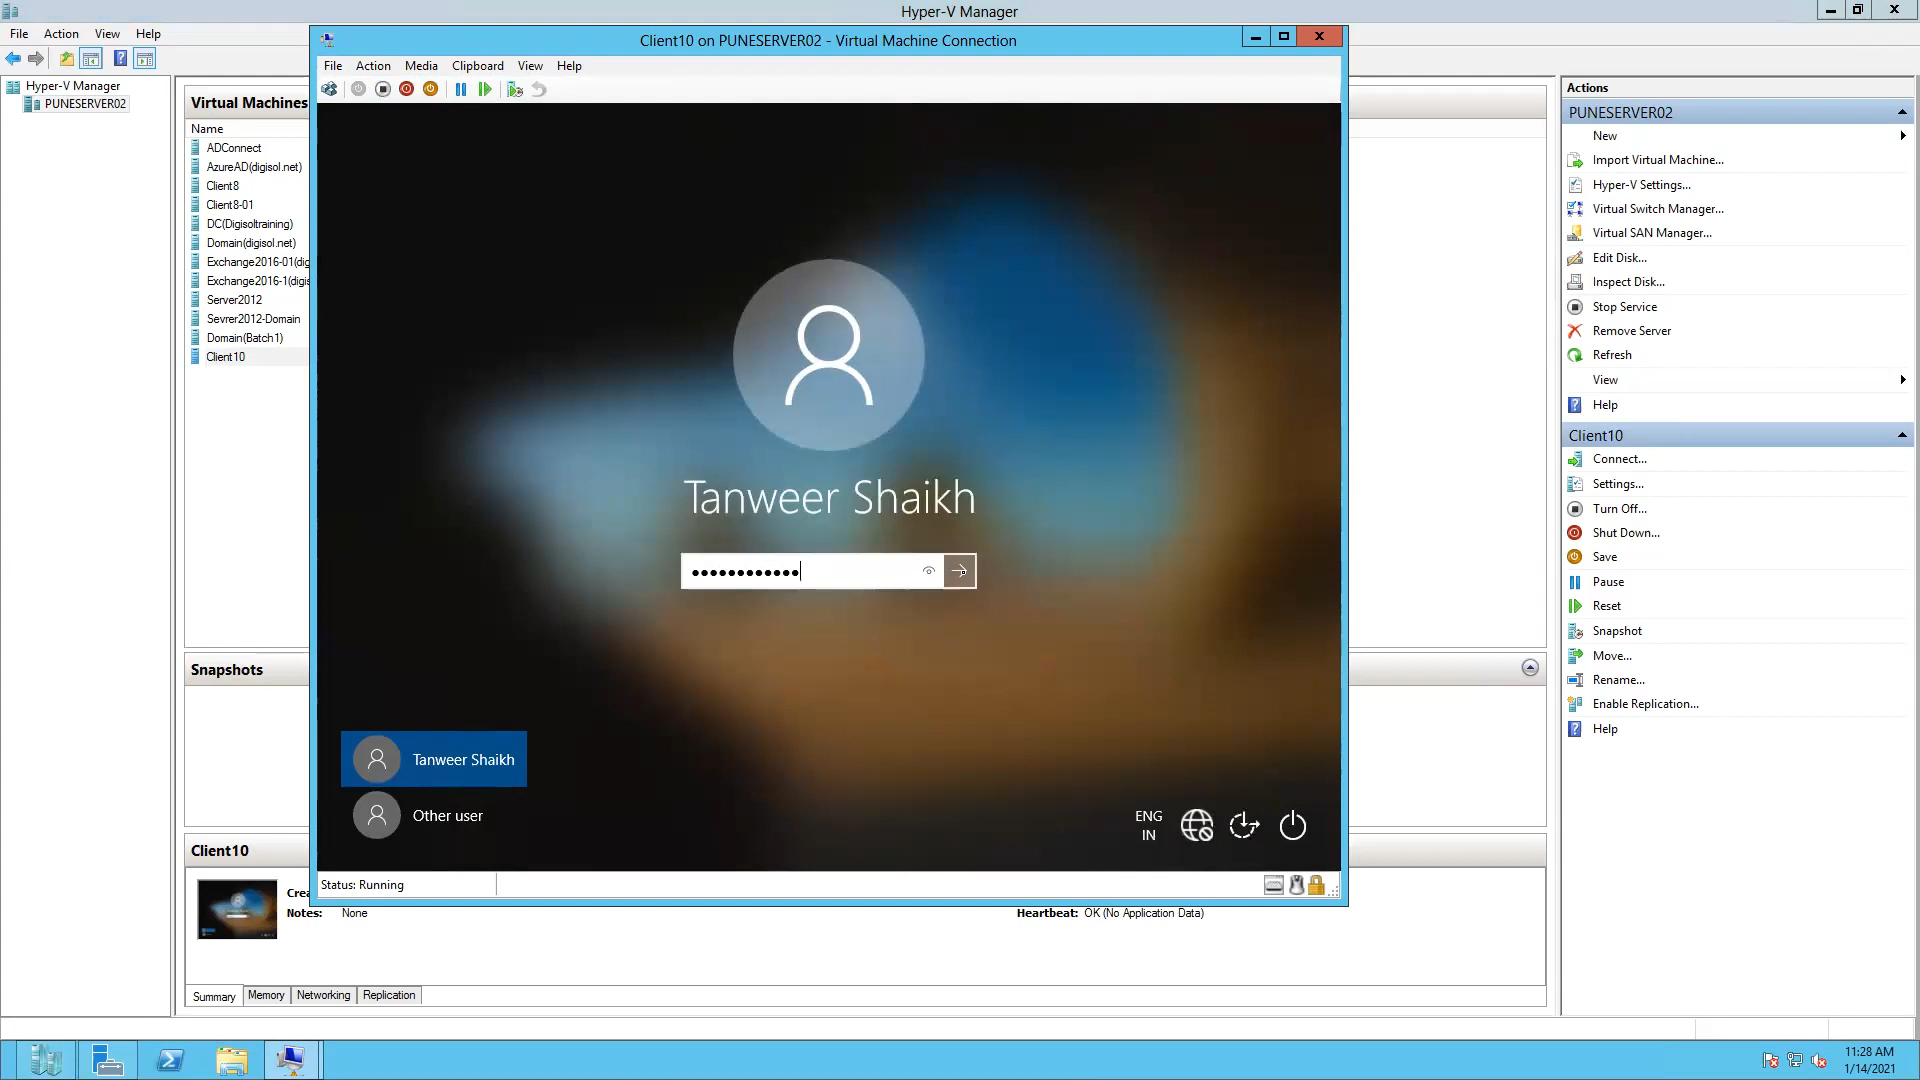 Hyper-V Manager
File Action View Help
Client10 on PUNESERVER02 - Virtual Machine Connection
File Action Media Clipboard View Help
Hyper-V Manager
PUNESERVER02
Virtual Machines
Name
ADConnect
AzureAD(digisol.net)
Client8
Client8-01
DC(Digisoltraining)
Domain(digisol.net)
Exchange2016-01(dig
Exchange2016-1(digis
Server2012
Sevrer2012-Domain
Domain(Batch1)
Client10
Tanweer Shaikh
Tanweer Shaikh
Other user
ENG
IN
Status: Running
Snapshots
Client10
Crea
Notes: None
Heartbeat: OK (No Application Data)
Summary Memory Networking Replication
Actions
PUNESERVER02
New
Import Virtual Machine...
Hyper-V Settings...
Virtual Switch Manager...
Virtual SAN Manager...
Edit Disk...
Inspect Disk...
Stop Service
Remove Server
Refresh
View
Help
Client10
Connect...
Settings...
Turn Off...
Shut Down...
Save
Pause
Reset
Snapshot
Move...
Rename...
Enable Replication...
Help
11:28 AM
1/14/2021